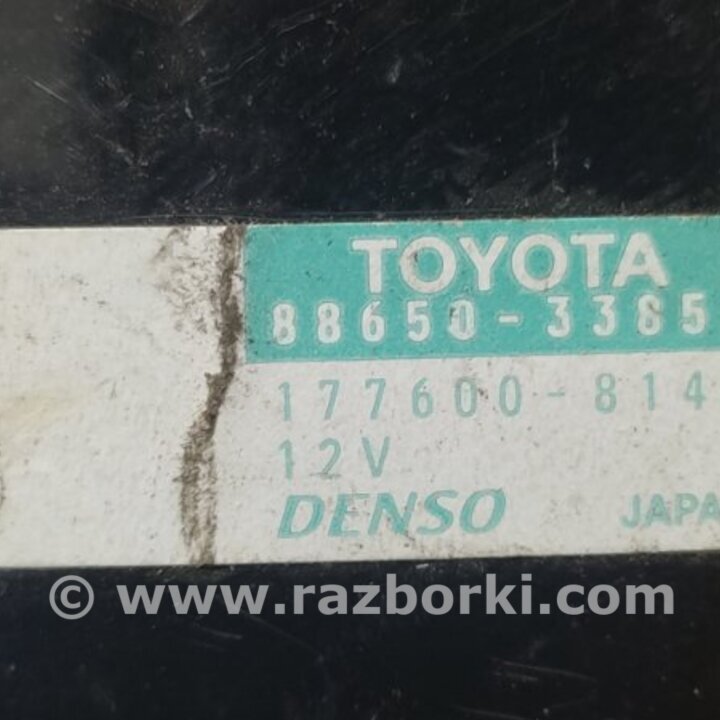 TOYOTA
88650-3385
177600-814
12V
DENSO JAPA
© www.razborki.com